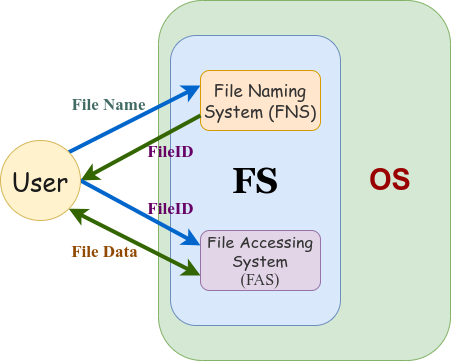 File Name
File Naming
System (FNS)
FileID
User
FS
OS
FileID
File Accessing
System
(FAS)
File Data